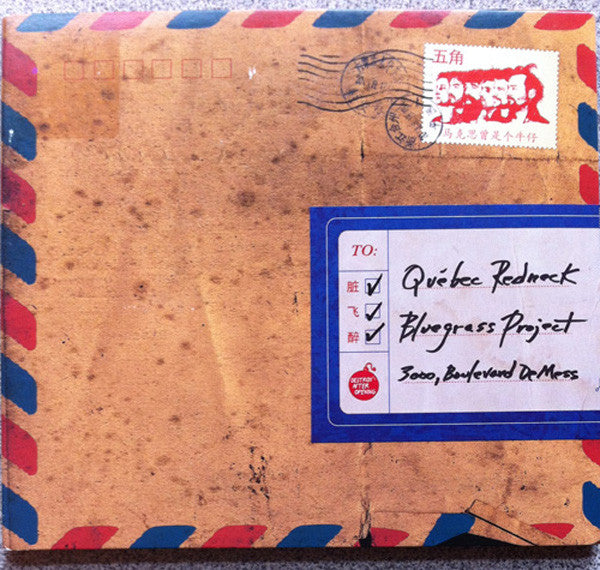 五角
马克思曾是个牛仔
TO:
脏
飞
醉
Québec Redneck
Bluegrass Project
3000, Boulevard De Mess
DESTROY
AFTER
OPENING